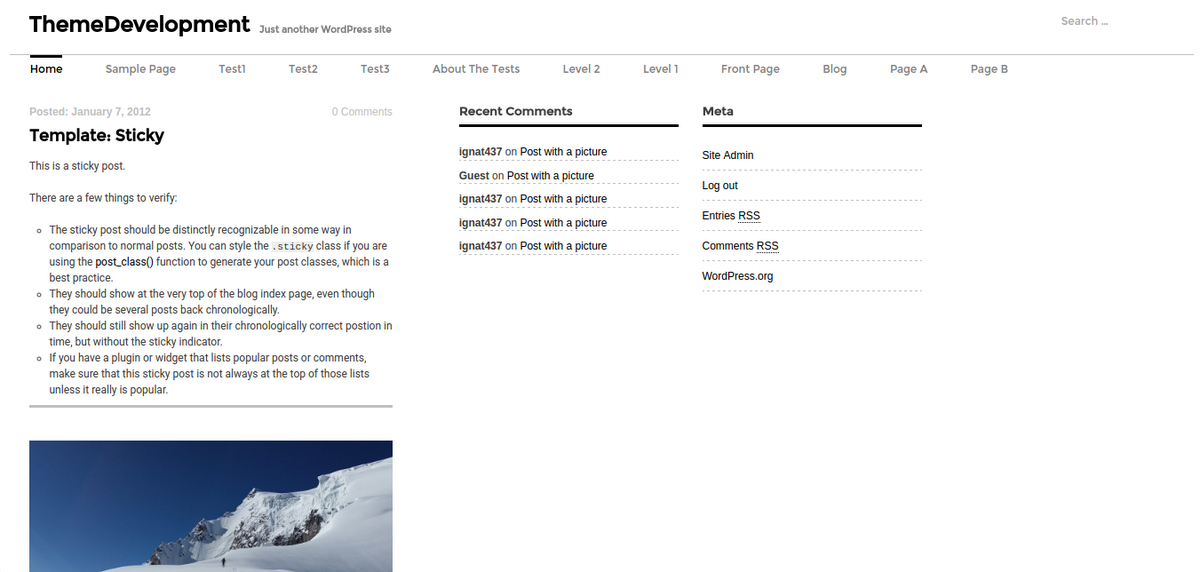 ThemeDevelopment Just another WordPress site
Search ...
Home Sample Page Test1 Test2 Test3 About The Tests Level 2 Level 1 Front Page Blog Page A Page B
Posted: January 7, 2012 0 Comments
Template: Sticky
This is a sticky post.
There are a few things to verify:
The sticky post should be distinctly recognizable in some way in
comparison to normal posts. You can style the .sticky class if you are
using the post_class() function to generate your post classes, which is a
best practice.
They should show at the very top of the blog index page, even though
they could be several posts back chronologically.
They should still show up again in their chronologically correct postion in
time, but without the sticky indicator.
If you have a plugin or widget that lists popular posts or comments,
make sure that this sticky post is not always at the top of those lists
unless it really is popular.
Recent Comments
ignat437 on Post with a picture
Guest on Post with a picture
ignat437 on Post with a picture
ignat437 on Post with a picture
ignat437 on Post with a picture
Meta
Site Admin
Log out
Entries RSS
Comments RSS
WordPress.org